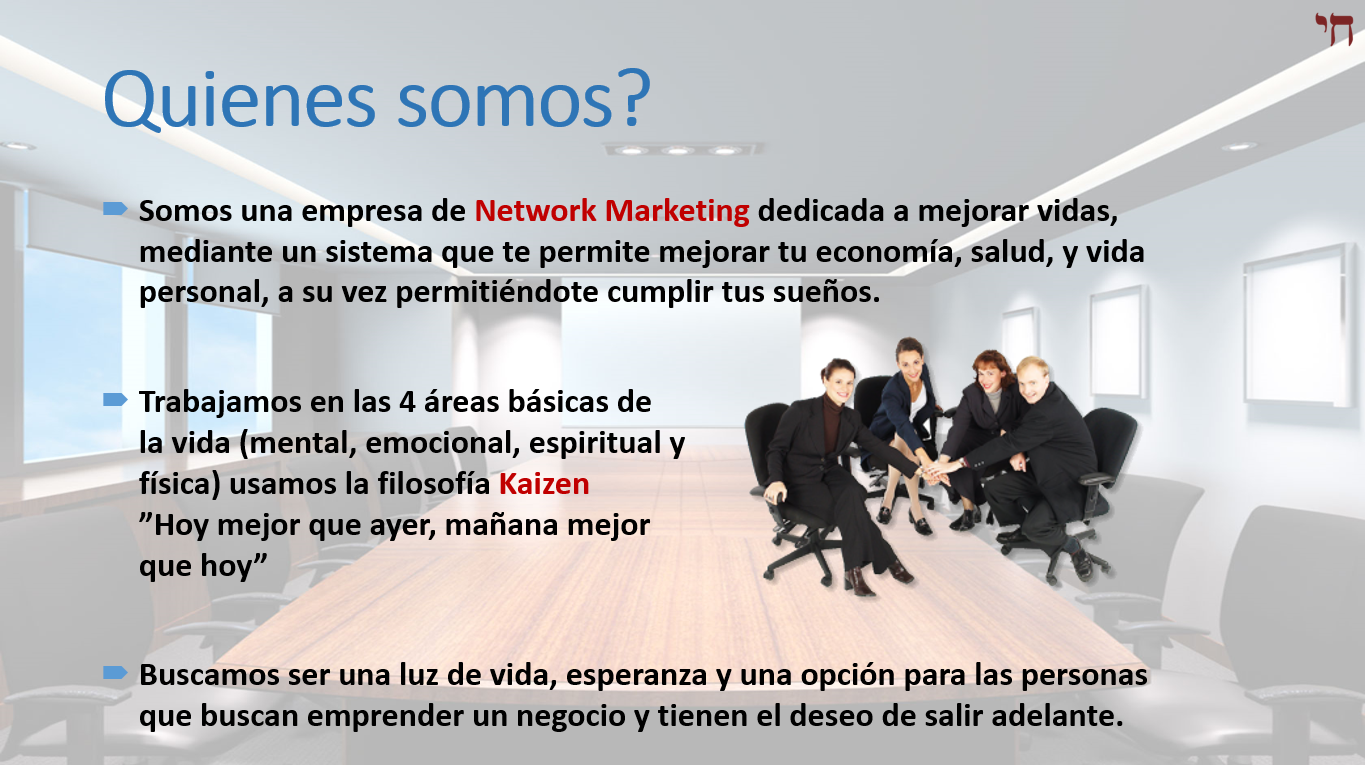 חי
Quienes somos?
Somos una empresa de Network Marketing dedicada a mejorar vidas,
mediante un sistema que te permite mejorar tu economía, salud, y vida
personal, a su vez permitiéndote cumplir tus sueños.
Trabajamos en las 4 áreas básicas de
la vida (mental, emocional, espiritual y
física) usamos la filosofía Kaizen
”Hoy mejor que ayer, mañana mejor
que hoy”
Buscamos ser una luz de vida, esperanza y una opción para las personas
que buscan emprender un negocio y tienen el deseo de salir adelante.